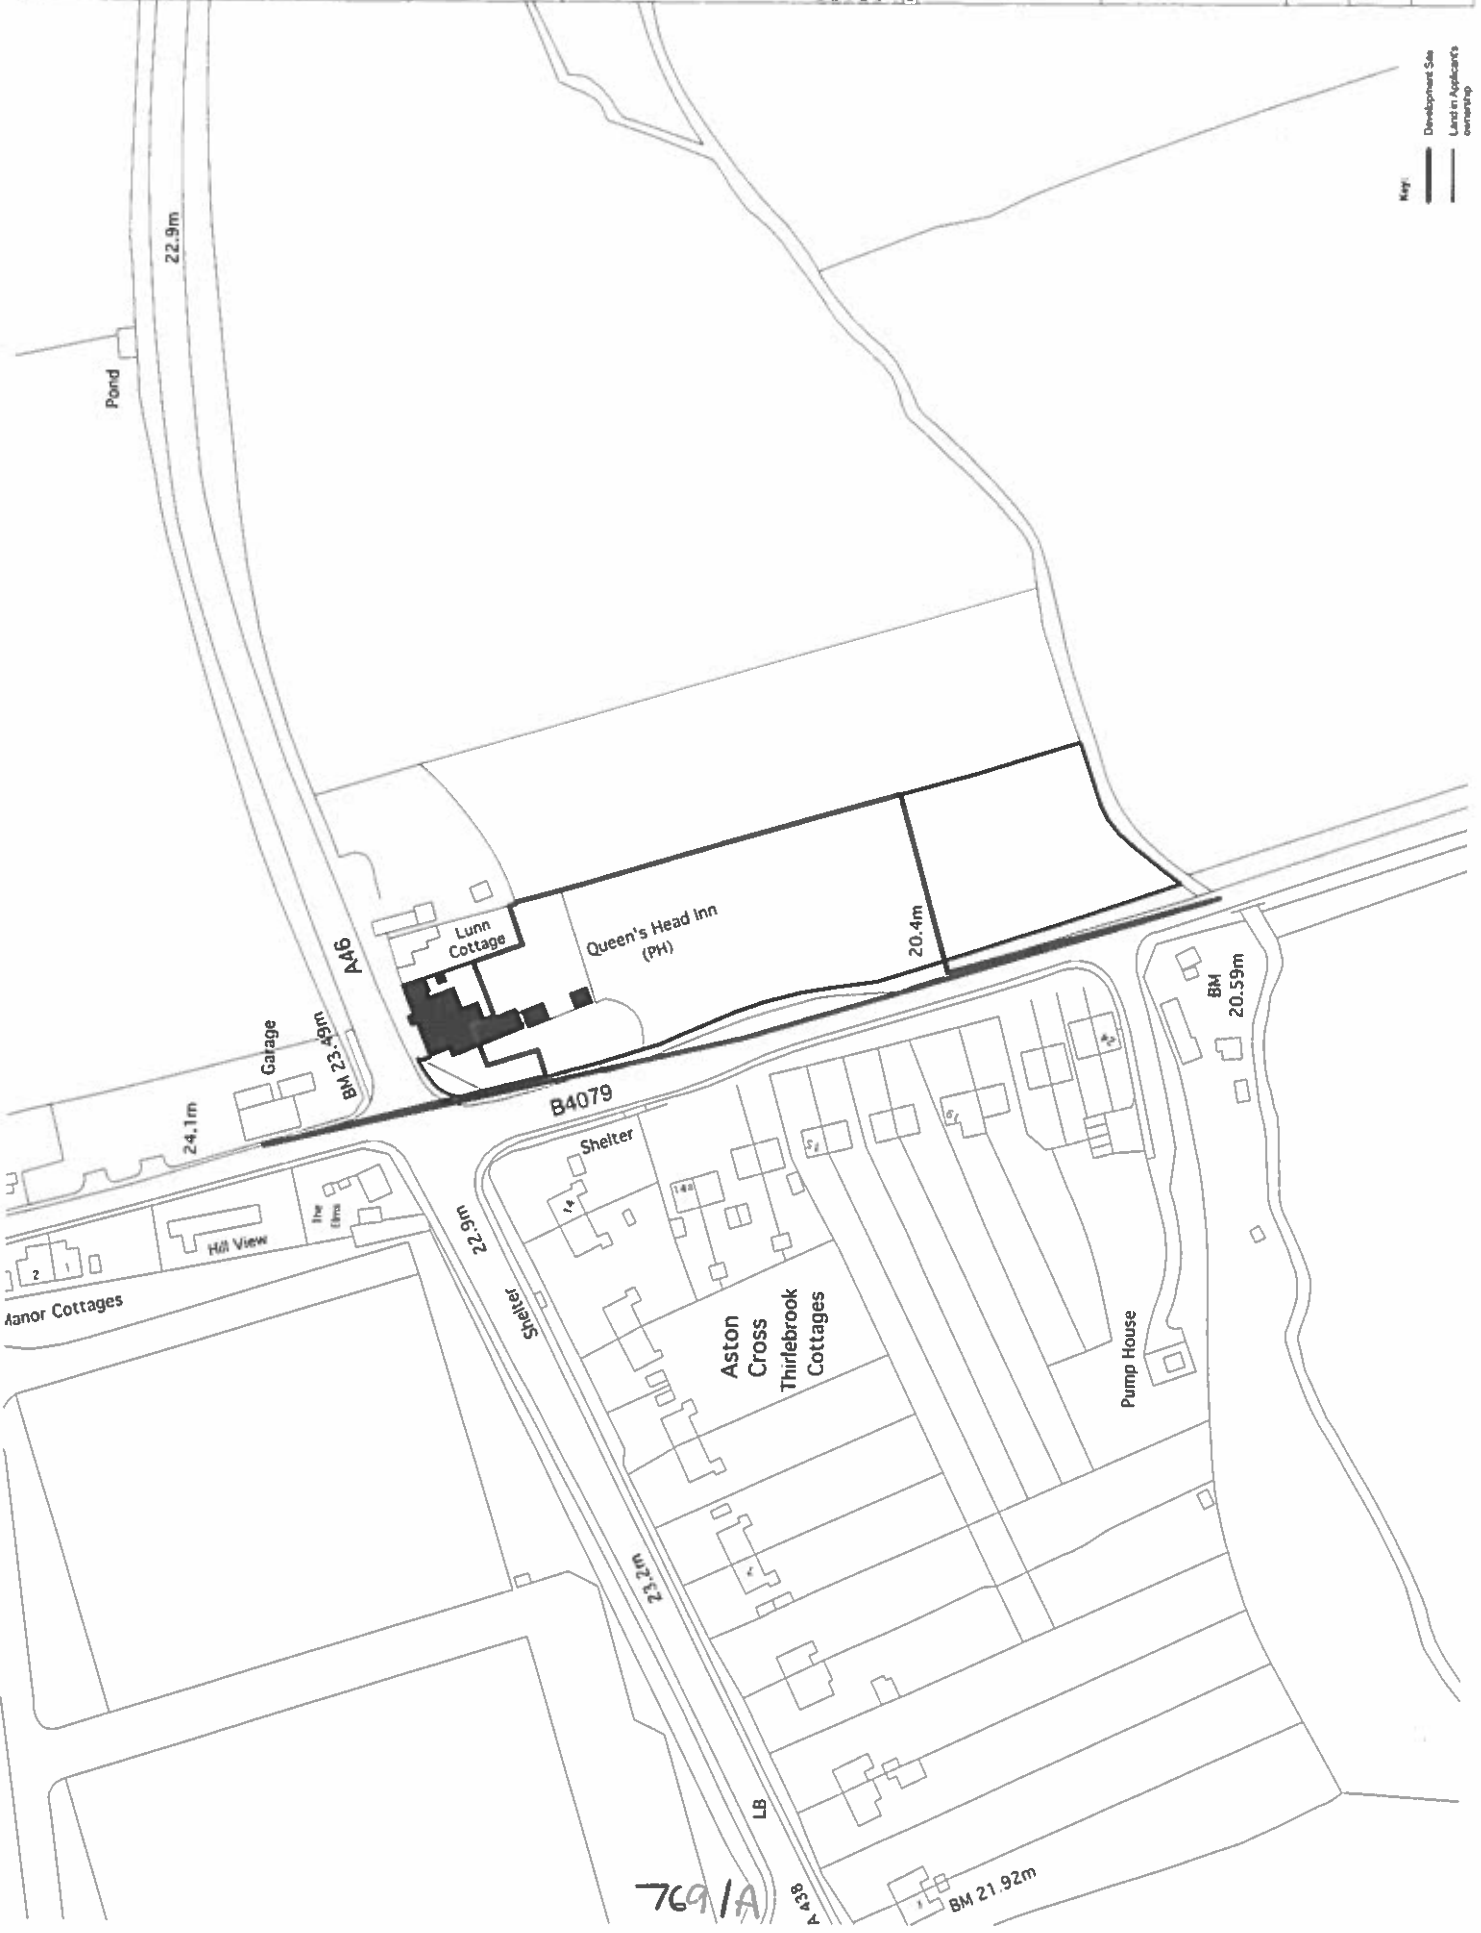 Key:
Development Site
Land in Applicant's
ownership
22.9m
Pond
A46
Lunn
Cottage
Queen's Head Inn
(PH)
20.4m
Garage
BM 23.49m
24.1m
B4079
Shelter
BM
20.59m
The
Elms
Hill View
2
1
Manor Cottages
22.9m
Shelter
14
14a
Aston
Cross
Thirlebrook
Cottages
Pump House
23.2m
LB
A 438
BM 21.92m
769/A